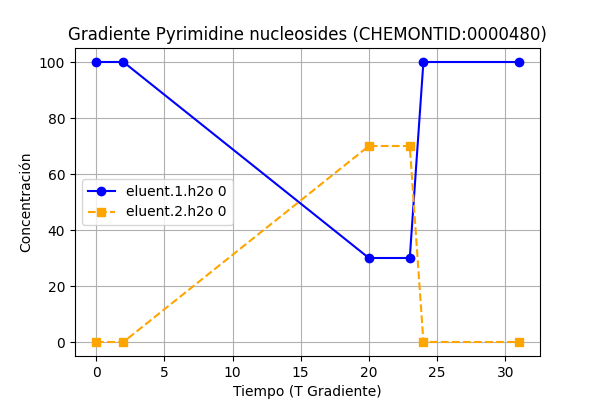 Gradiente Pyrimidine nucleosides (CHEMONTID:0000480)
Concentración
100
80
60
40
20
0
eluent.1.h2o 0
eluent.2.h2o 0
0 5 10 15 20 25 30
Tiempo (T Gradiente)